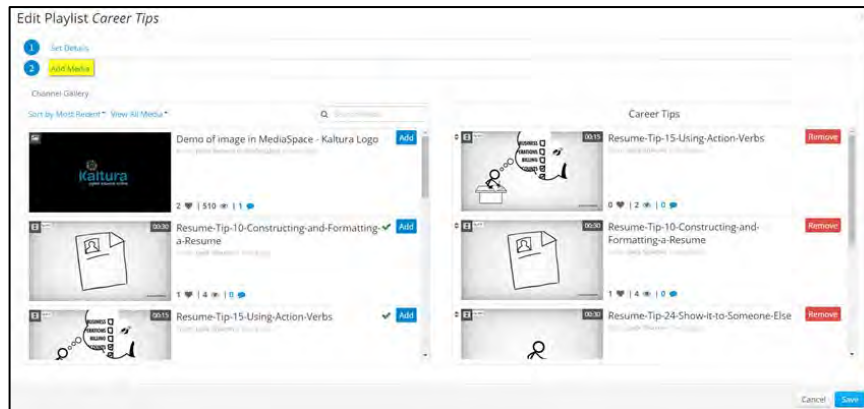 Edit Playlist Career Tips
1 Set Details
2 Add Media
Channel Gallery
Sort by Most Recent View All Media
Career Tips
Demo of image in MediaSpace - Kaltura Logo Add
Kaltura
2 | 510 | 1
00:30 Resume-Tip-10-Constructing-and-Formatting-a-Resume Add
1 | 4 | 0
00:15 Resume-Tip-15-Using-Action-Verbs Add
00:15 Resume-Tip-15-Using-Action-Verbs Remove
0 | 2 | 0
00:30 Resume-Tip-10-Constructing-and-
Formatting-a-Resume Remove
1 | 4 | 0
00:30 Resume-Tip-24-Show-it-to-Someone-Else Remove
Cancel Save